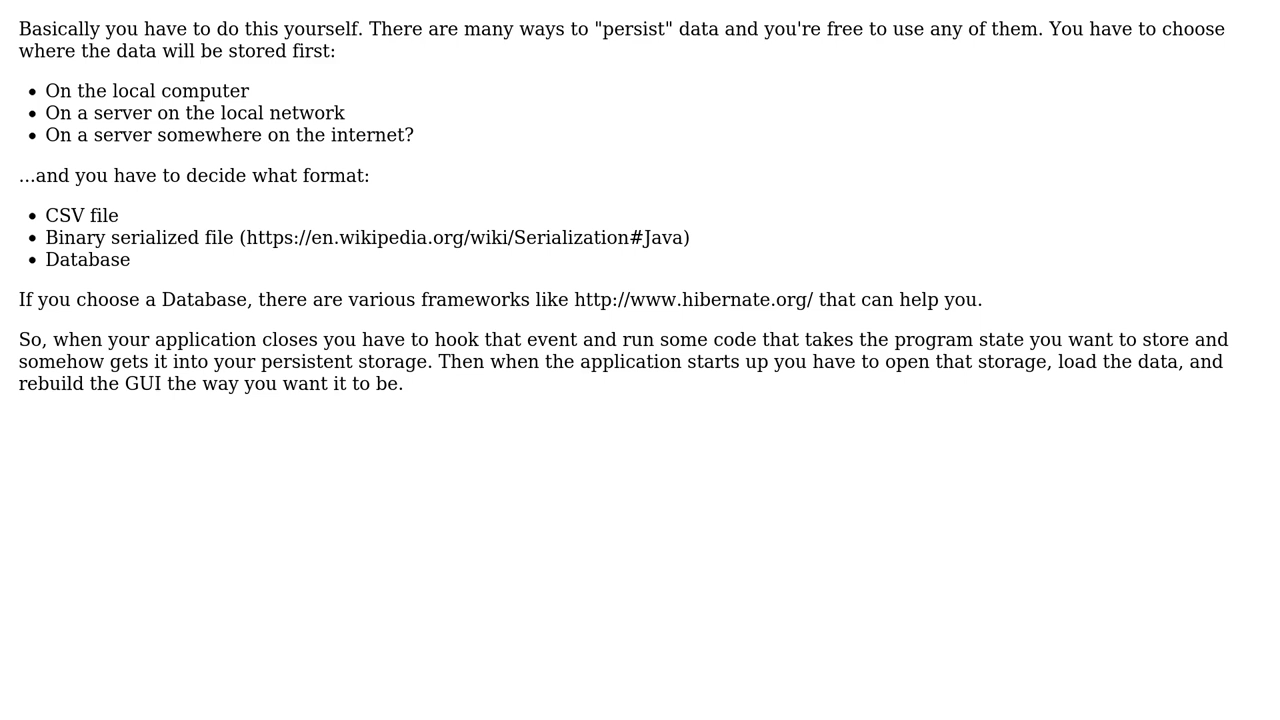 Basically you have to do this yourself. There are many ways to "persist" data and you're free to use any of them. You have to choose
where the data will be stored first:
• On the local computer
• On a server on the local network
• On a server somewhere on the internet?
...and you have to decide what format:
• CSV file
• Binary serialized file (https://en.wikipedia.org/wiki/Serialization#Java)
• Database
If you choose a Database, there are various frameworks like http://www.hibernate.org/ that can help you.
So, when your application closes you have to hook that event and run some code that takes the program state you want to store and
somehow gets it into your persistent storage. Then when the application starts up you have to open that storage, load the data, and
rebuild the GUI the way you want it to be.